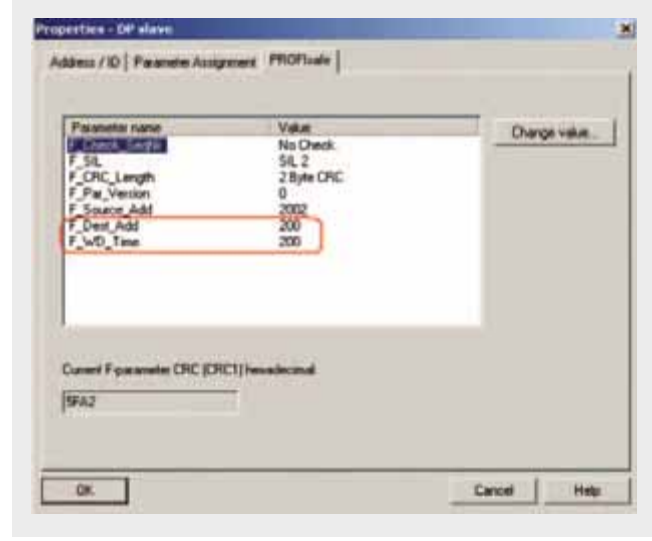 Properties - DP slave
Address / ID Parameter Assignment PROFIsafe
Parameter name Value
F_Check_SeqNr No Check
F_SIL SIL 2
F_CRC_Length 2 Byte CRC
F_Par_Version 0
F_Source_Add 2002
F_Dest_Add 200
F_WD_Time 200
Change value...
Current F-parameter CRC (CRC1) hexadecimal
5FA2
OK Cancel Help